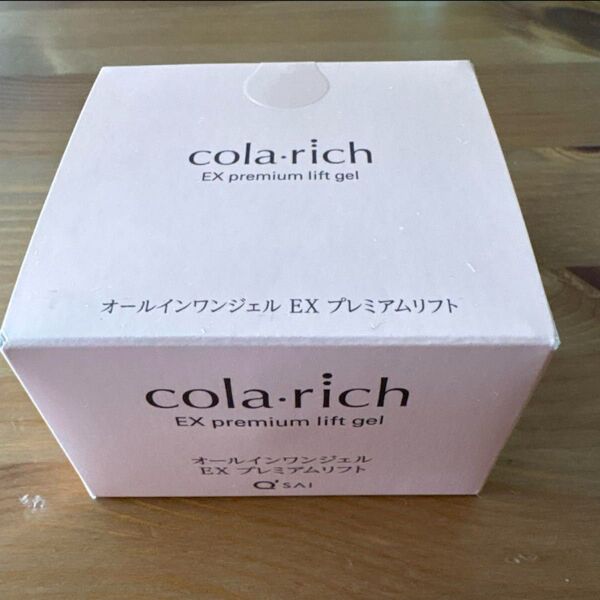 cola·rich
EX premium lift gel
オールインワンジェル EX プレミアムリフト
cola·rich
EX premium lift gel
オールインワンジェル
EX プレミアムリフト
Q'SAI